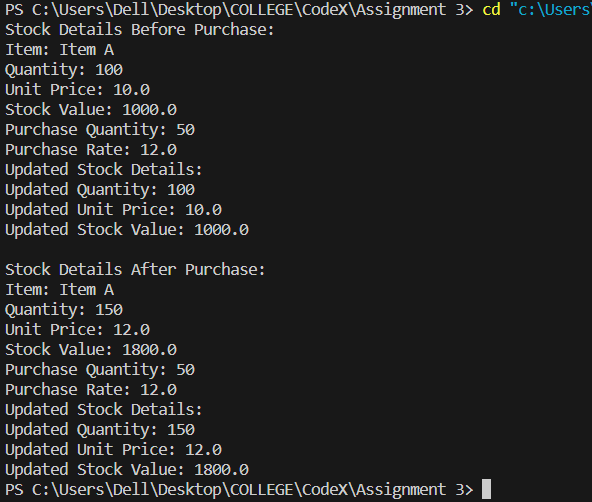 PS C:\Users\Dell\Desktop\COLLEGE\CodeX\Assignment 3> cd "c:\Users\
Stock Details Before Purchase:
Item: Item A
Quantity: 100
Unit Price: 10.0
Stock Value: 1000.0
Purchase Quantity: 50
Purchase Rate: 12.0
Updated Stock Details:
Updated Quantity: 100
Updated Unit Price: 10.0
Updated Stock Value: 1000.0
Stock Details After Purchase:
Item: Item A
Quantity: 150
Unit Price: 12.0
Stock Value: 1800.0
Purchase Quantity: 50
Purchase Rate: 12.0
Updated Stock Details:
Updated Quantity: 150
Updated Unit Price: 12.0
Updated Stock Value: 1800.0
PS C:\Users\Dell\Desktop\COLLEGE\CodeX\Assignment 3>